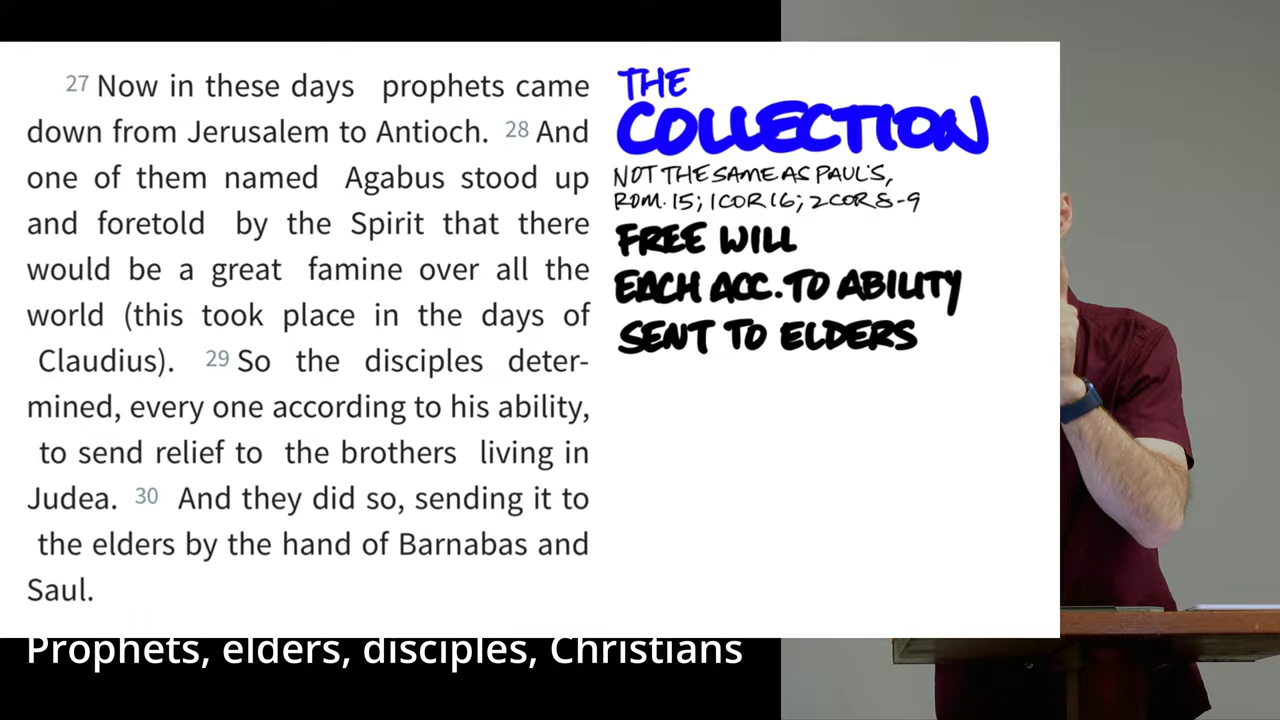 27 Now in these days prophets came
down from Jerusalem to Antioch. 28 And
one of them named Agabus stood up
and foretold by the Spirit that there
would be a great famine over all the
world (this took place in the days of
Claudius). 29 So the disciples deter-
mined, every one according to his ability,
to send relief to the brothers living in
Judea. 30 And they did so, sending it to
the elders by the hand of Barnabas and
Saul.
THE
COLLECTION
NOT THE SAME AS PAUL'S,
ROM. 15; 1 COR 16; 2 COR 8-9
FREE WILL
EACH ACC. TO ABILITY
SENT TO ELDERS
Prophets, elders, disciples, Christians